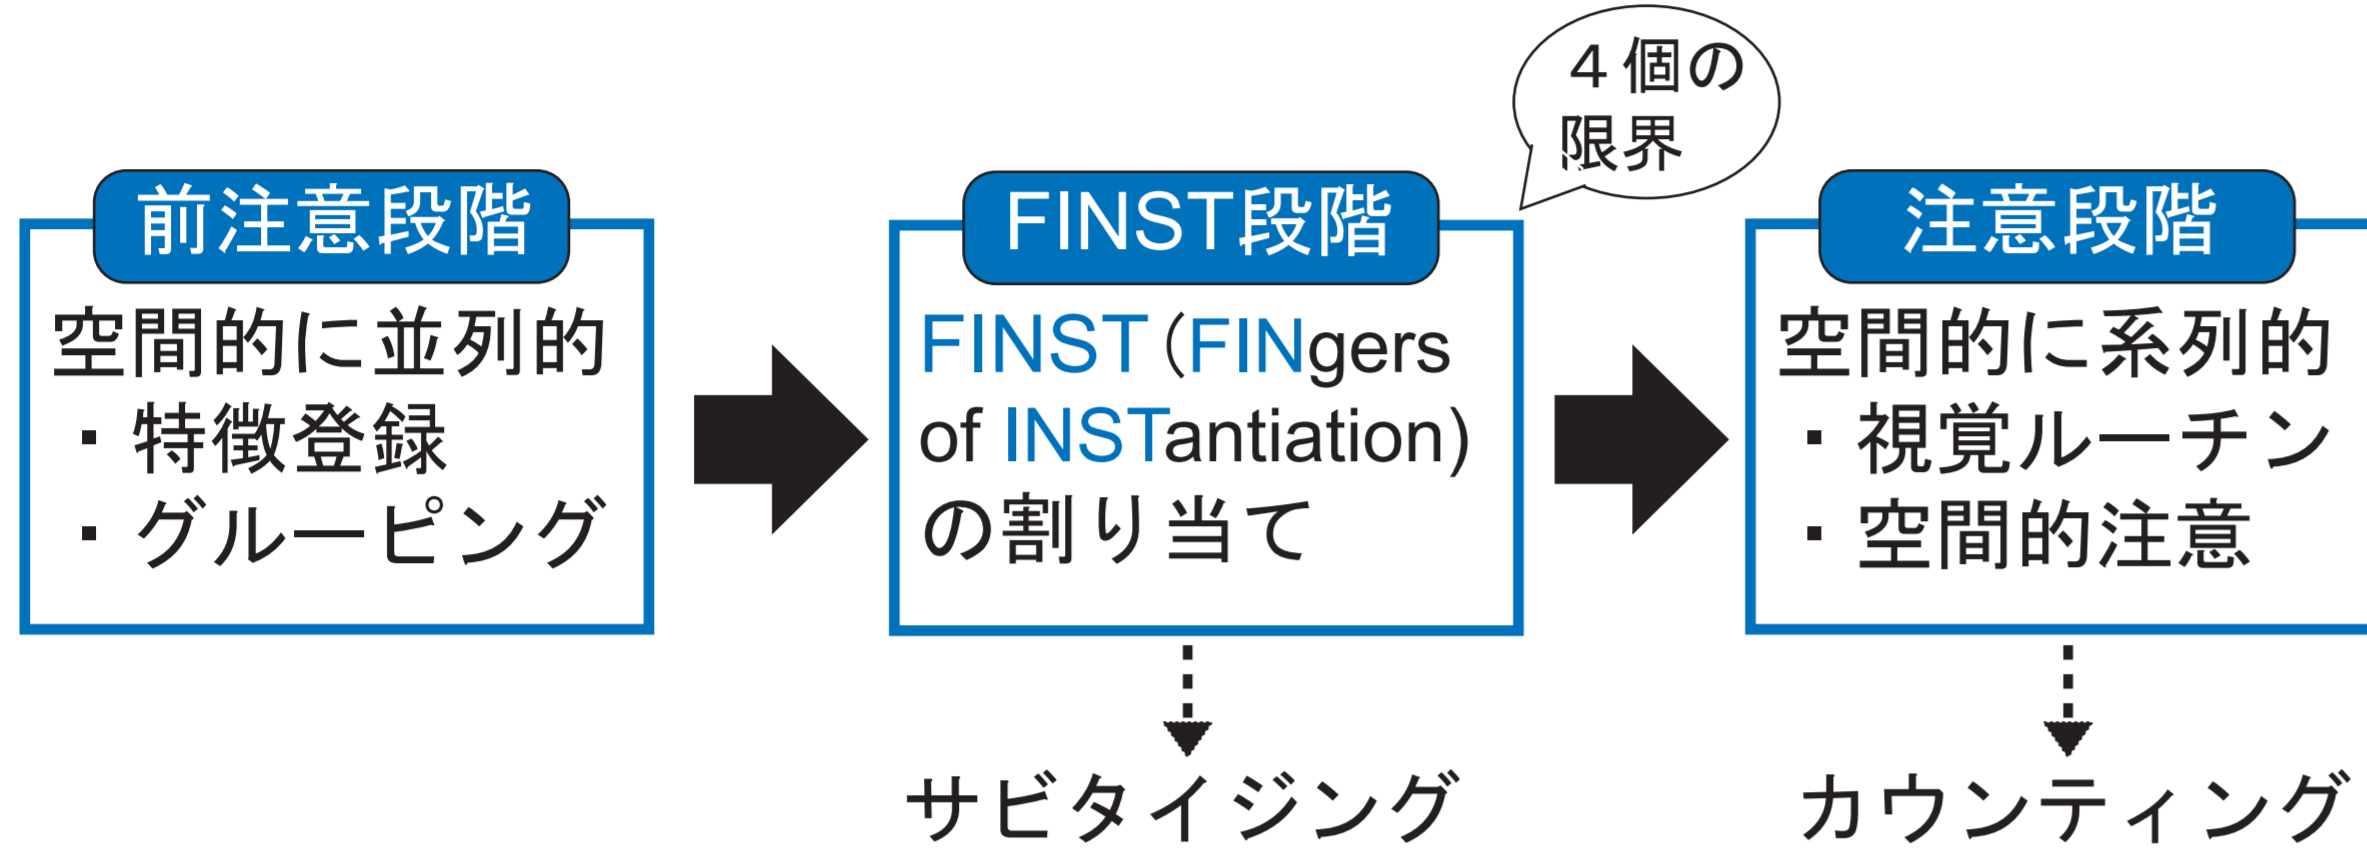 ４個の
限界
前注意段階
空間的に並列的
・特徴登録
・グルーピング
FINST段階
FINST（FINgers
of INSTantiation)
の割り当て
注意段階
空間的に系列的
・視覚ルーチン
・空間的注意
サビタイジング
カウンティング